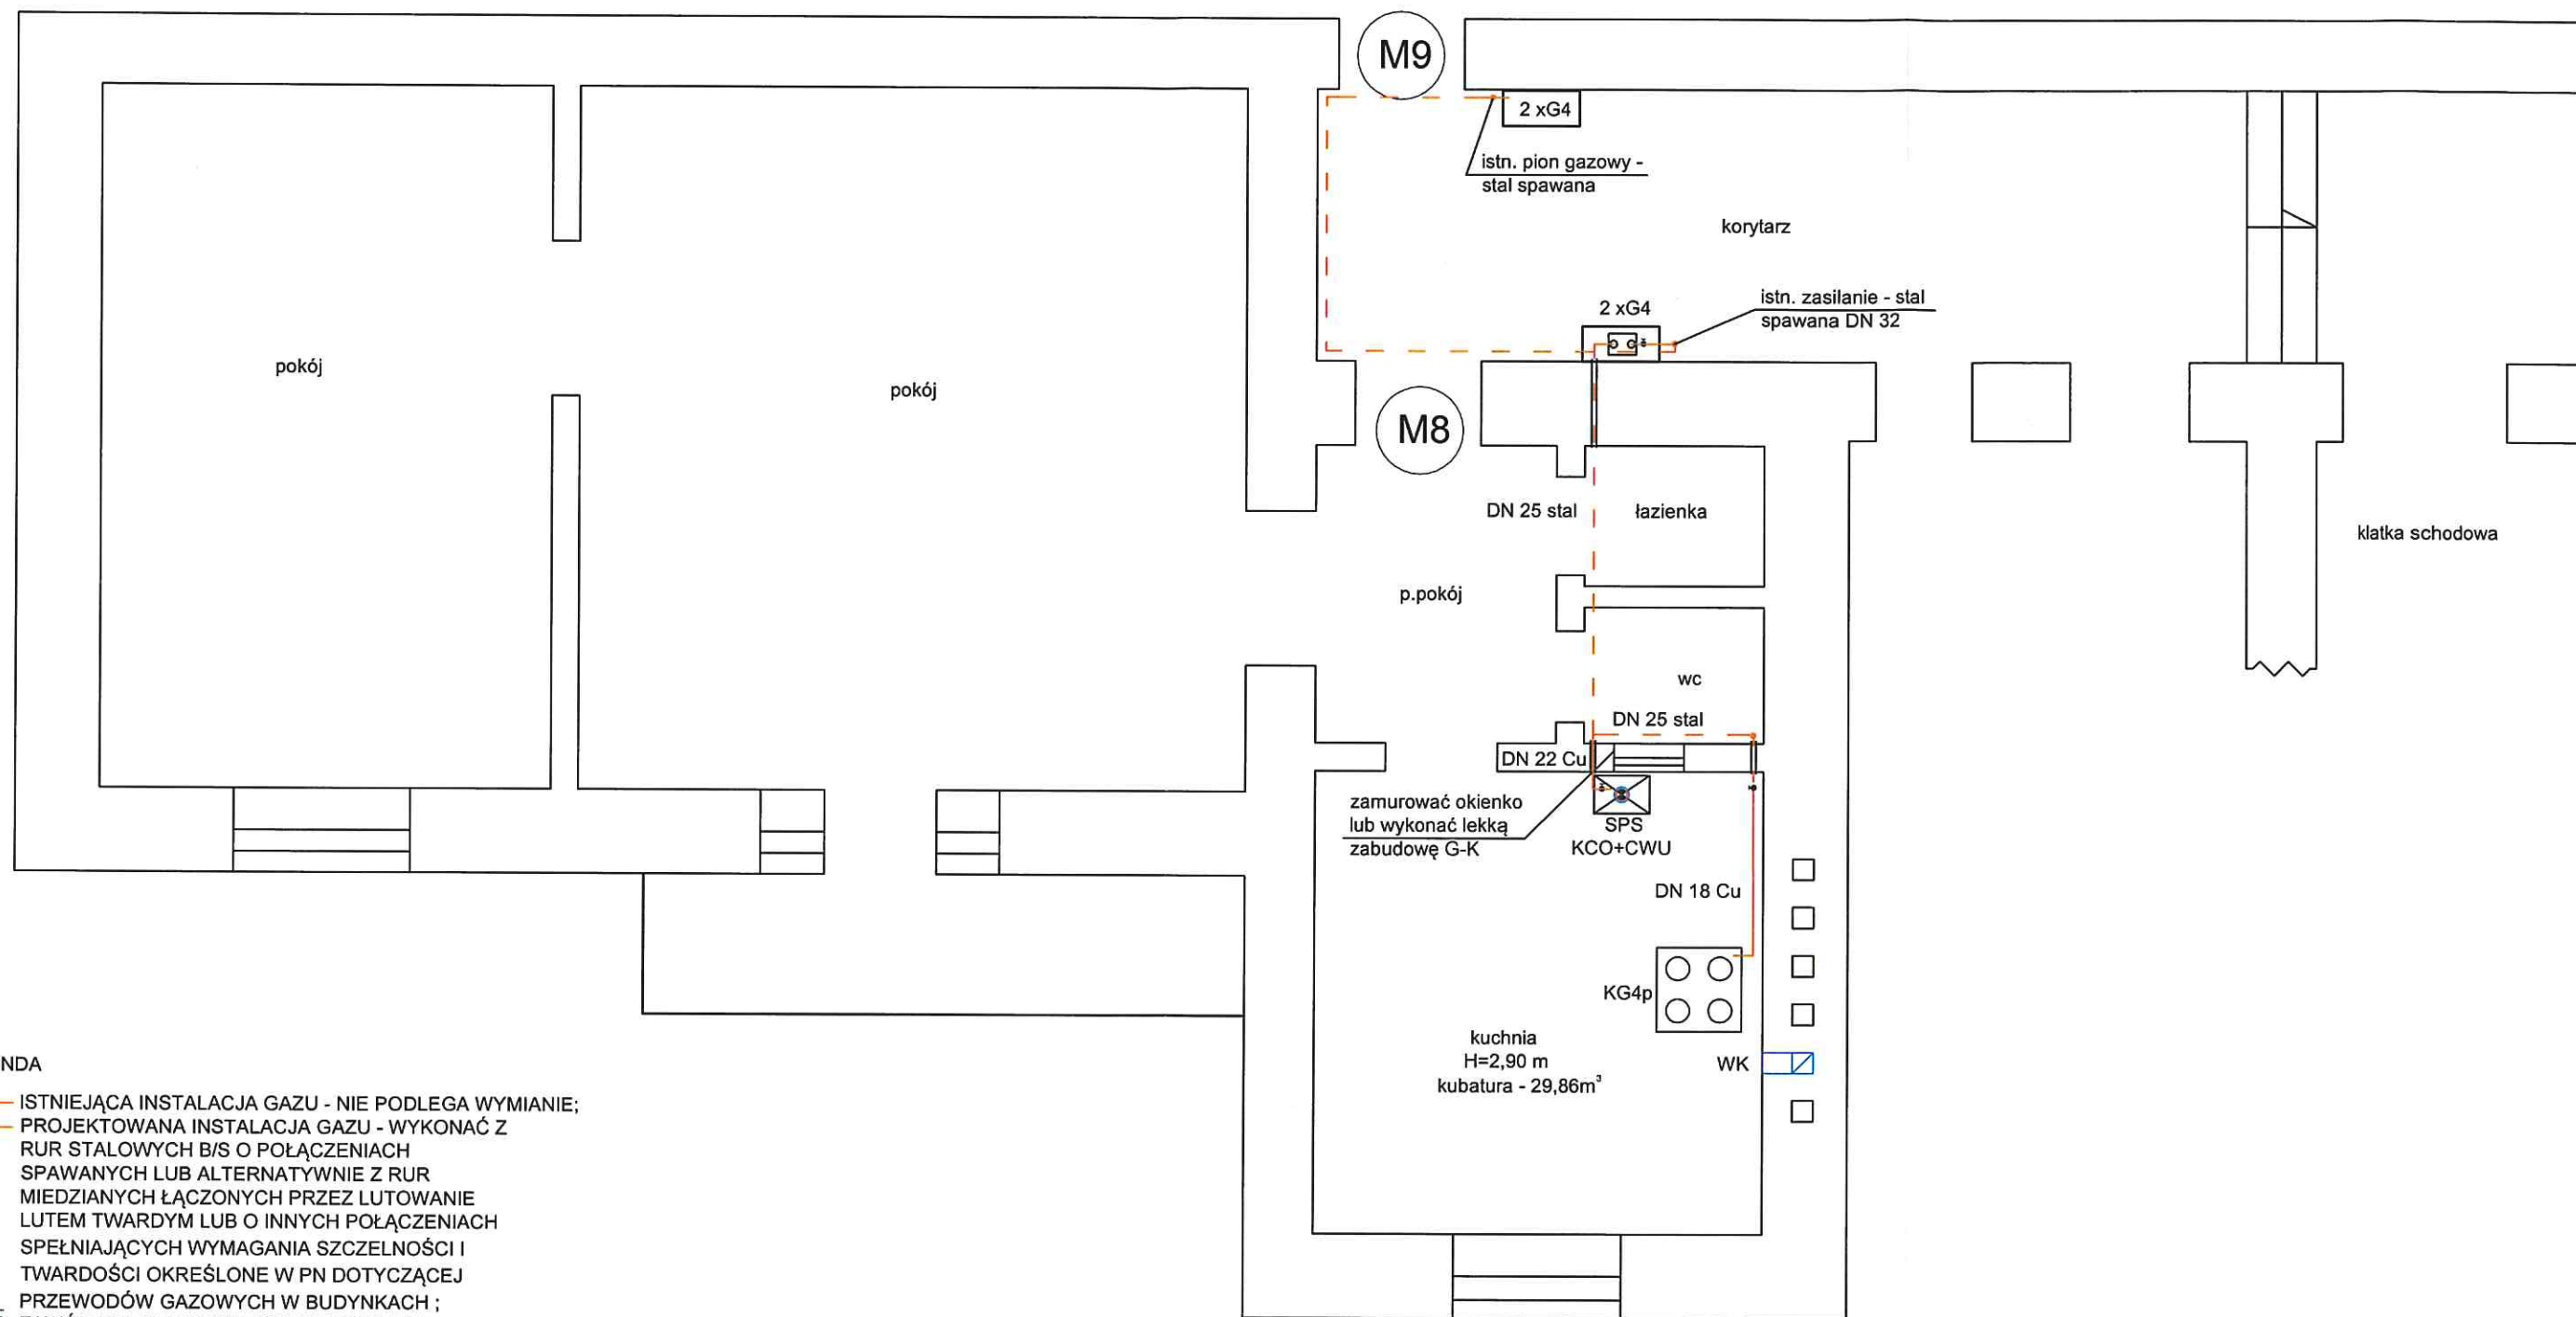 M9
2 xG4
istn. pion gazowy -
stal spawana
korytarz
istn. zasilanie - stal
spawana DN 32
2 xG4
pokój
pokój
M8
DN 25 stal
łazienka
klatka schodowa
p.pokój
wc
DN 25 stal
DN 22 Cu
zamurować okienko
lub wykonać lekką
zabudowę G-K
SPS
KCO+CWU
DN 18 Cu
KG4p
kuchnia
H=2,90 m
kubatura - 29,86m³
WK
NDA
ISTNIEJĄCA INSTALACJA GAZU - NIE PODLEGA WYMIANIE;
PROJEKTOWANA INSTALACJA GAZU - WYKONAĆ Z
RUR STALOWYCH B/S O POŁĄCZENIACH
SPAWANYCH LUB ALTERNATYWNIE Z RUR
MIEDZIANYCH ŁĄCZONYCH PRZEZ LUTOWANIE
LUTEM TWARDYM LUB O INNYCH POŁĄCZENIACH
SPEŁNIAJĄCYCH WYMAGANIA SZCZELNOŚCI I
TWARDOŚCI OKREŚLONE W PN DOTYCZĄCEJ
PRZEWODÓW GAZOWYCH W BUDYNKACH ;